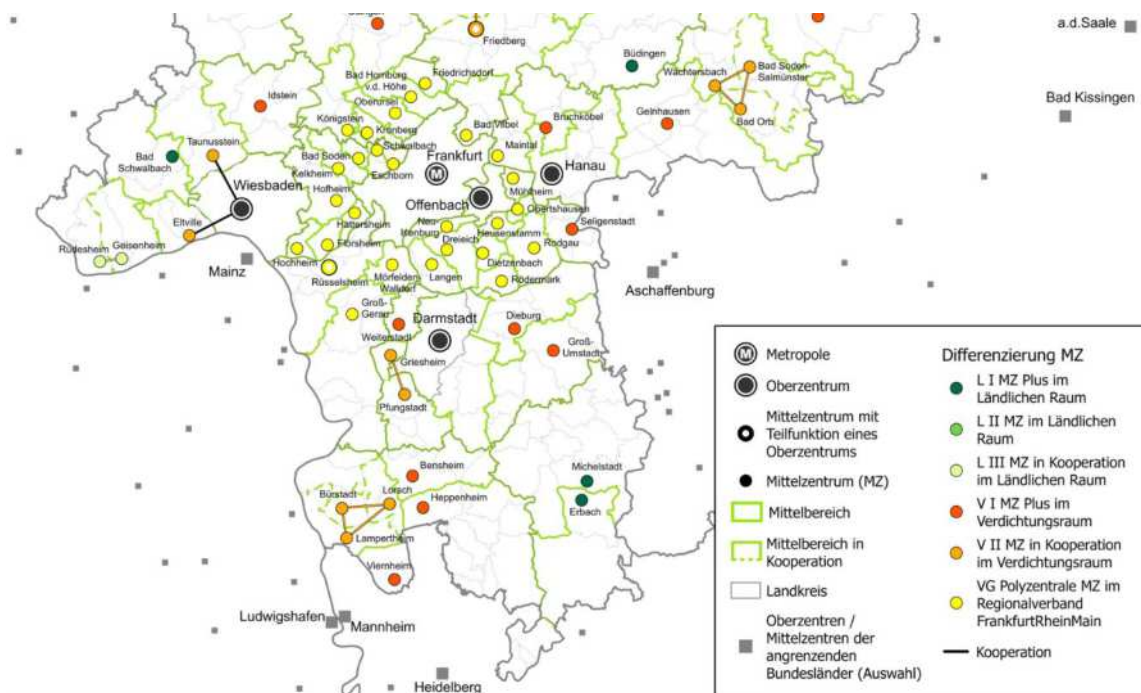 a.d.Saale
Friedberg
Büdingen
Bad Soden-
Salmünster
Wächtersbach
Bad Homburg
v.d. Höhe
Friedrichsdorf
Bad Kissingen
Idstein
Oberursel
Gelnhausen
Bad Orb
Königstein
Kronberg
Bad Vilbel
Bruchköbel
Taunusstein
Schwalbach
Maintal
Bad
Schwalbach
Bad Soden
Frankfurt
Hanau
Kelkheim
Eschborn
Wiesbaden
Hofheim
Mühlheim
Offenbach
Obertshausen
Eltville
Hattersheim
Neu-
Isenburg
Heusenstamm
Seligenstadt
Rüdesheim
Geisenheim
Flörsheim
Dreieich
Rodgau
Hochheim
Dietzenbach
Mainz
Rüsselsheim
Mörfelden-
Walldorf
Langen
Rödermark
Aschaffenburg
Groß-
Gerau
Darmstadt
Dieburg
Weiterstadt
Groß-
Umstadt
Griesheim
Pfungstadt
Bensheim
Michelstadt
Bürstadt
Lorsch
Heppenheim
Erbach
Lampertheim
Viernheim
Ludwigshafen
Mannheim
Heidelberg
M Metropole
Oberzentrum
Mittelzentrum mit
Teilfunktion eines
Oberzentrums
Mittelzentrum (MZ)
Mittelbereich
Mittelbereich in
Kooperation
Landkreis
Oberzentren /
Mittelzentren der
angrenzenden
Bundesländer (Auswahl)
Differenzierung MZ
L I MZ Plus im
Ländlichen Raum
L II MZ im Ländlichen
Raum
L III MZ in Kooperation
im Ländlichen Raum
V I MZ Plus im
Verdichtungsraum
V II MZ in Kooperation
im Verdichtungsraum
VG Polyzentrale MZ im
Regionalverband
FrankfurtRheinMain
Kooperation